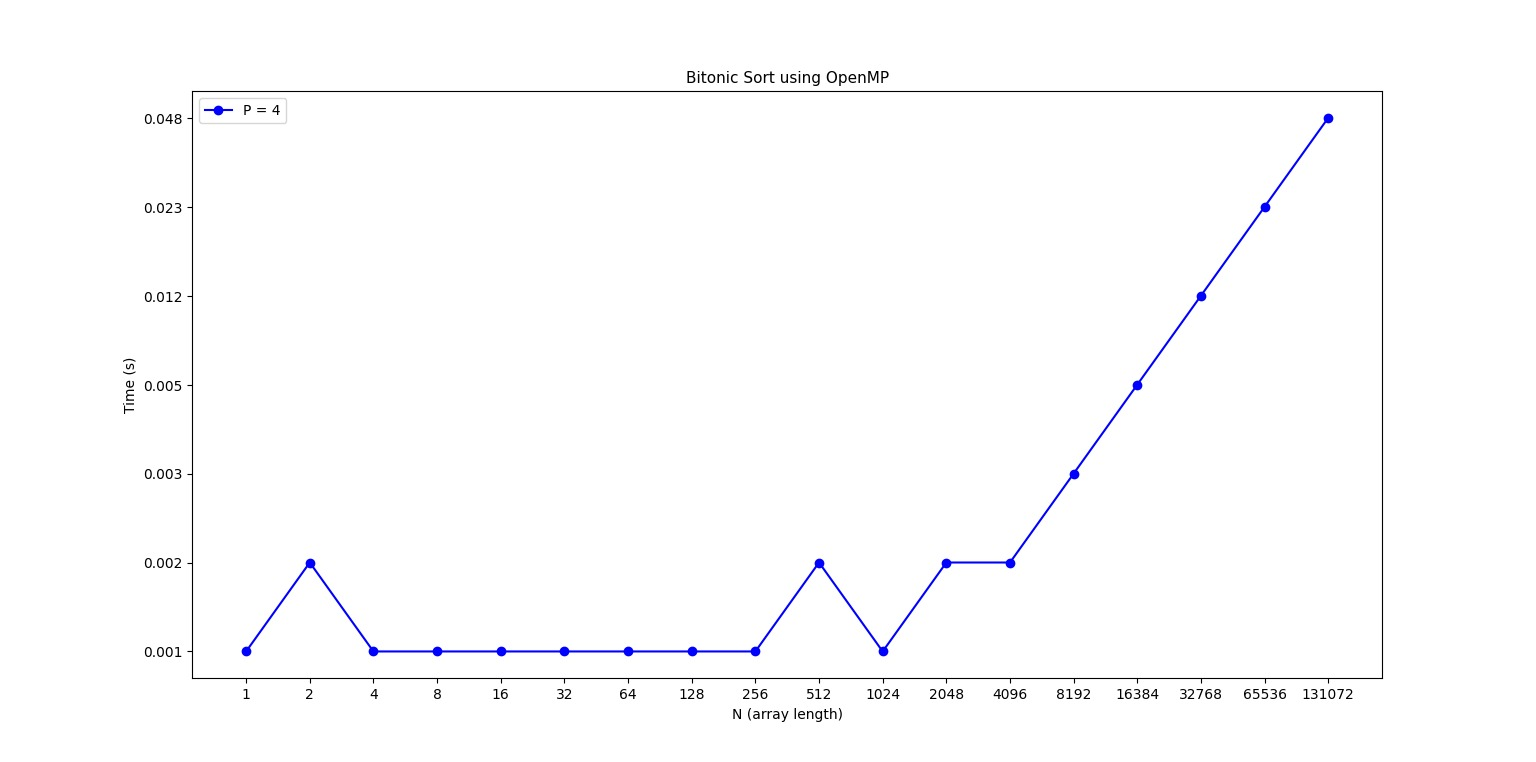 Bitonic Sort using OpenMP
P = 4
0.048
0.023
0.012
0.005
0.003
0.002
0.001
Time (s)
1 2 4 8 16 32 64 128 256 512 1024 2048 4096 8192 16384 32768 65536 131072
N (array length)